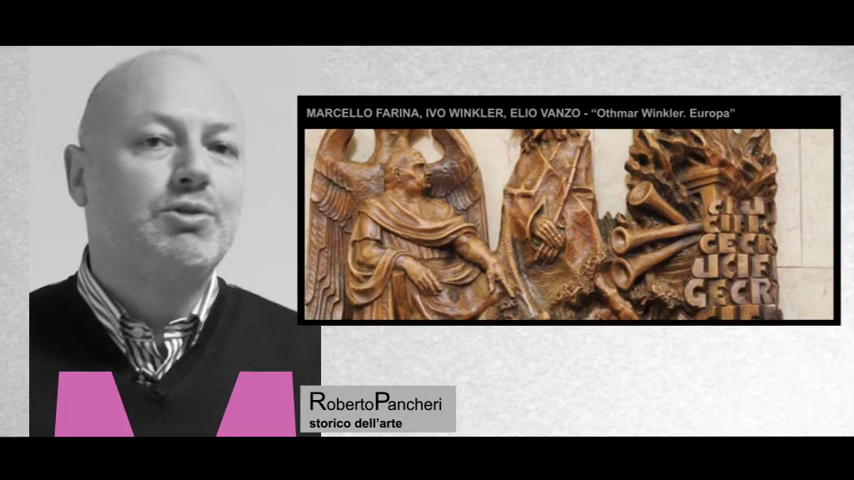 MARCELLO FARINA, IVO WINKLER, ELIO VANZO - “Othmar Winkler. Europa”
RobertoPancheri
storico dell'arte